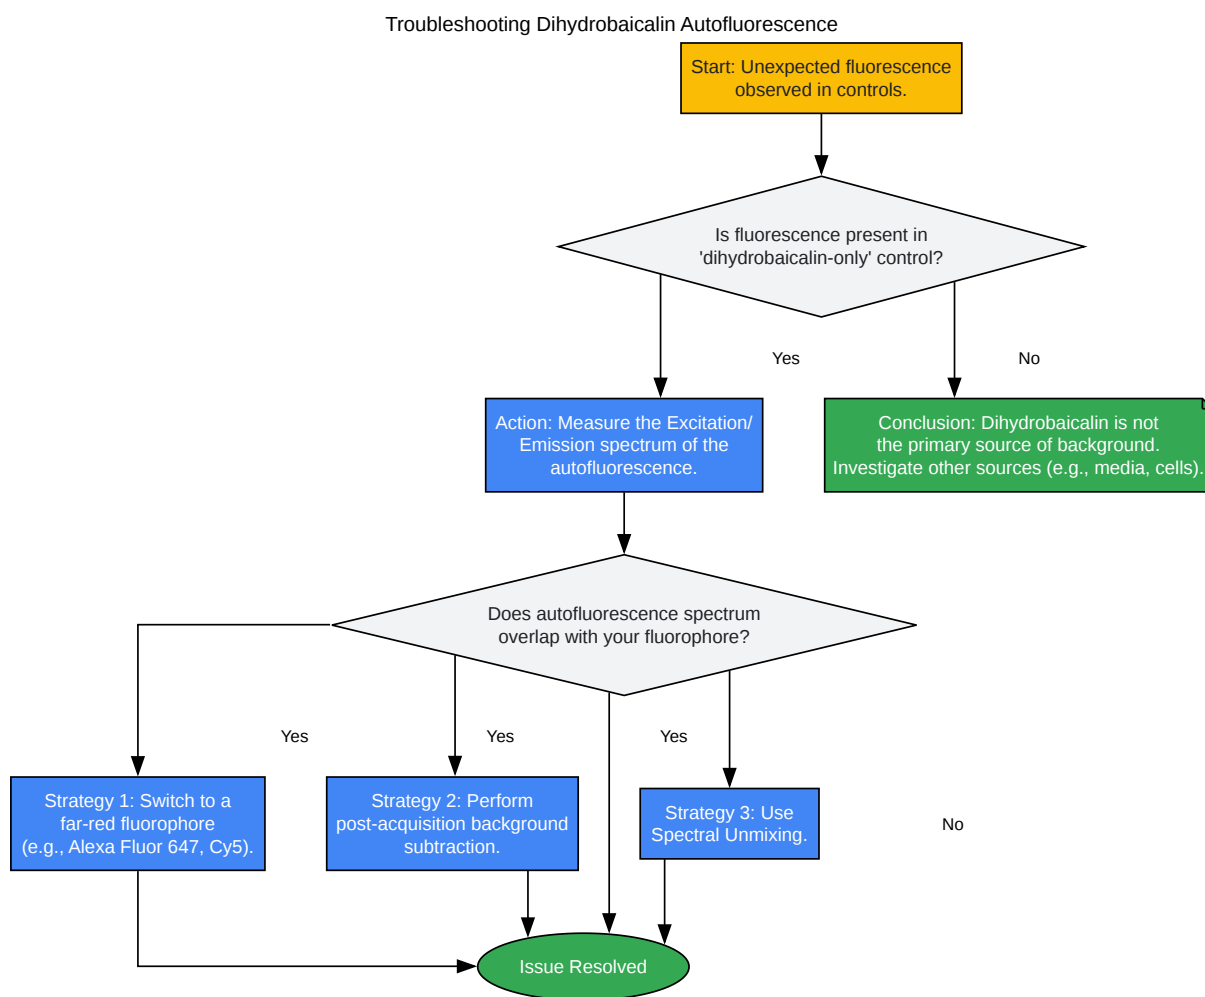 Troubleshooting Dihydrobaicalin Autofluorescence
Start: Unexpected fluorescence
observed in controls.
Is fluorescence present in
'dihydrobaicalin-only' control?
Yes
No
Action: Measure the Excitation/
Emission spectrum of the
autofluorescence.
Conclusion: Dihydrobaicalin is not
the primary source of background.
Investigate other sources (e.g., media, cells).
Does autofluorescence spectrum
overlap with your fluorophore?
Yes
Yes
Yes
No
Strategy 1: Switch to a
far-red fluorophore
(e.g., Alexa Fluor 647, Cy5).
Strategy 2: Perform
post-acquisition background
subtraction.
Strategy 3: Use
Spectral Unmixing.
Issue Resolved